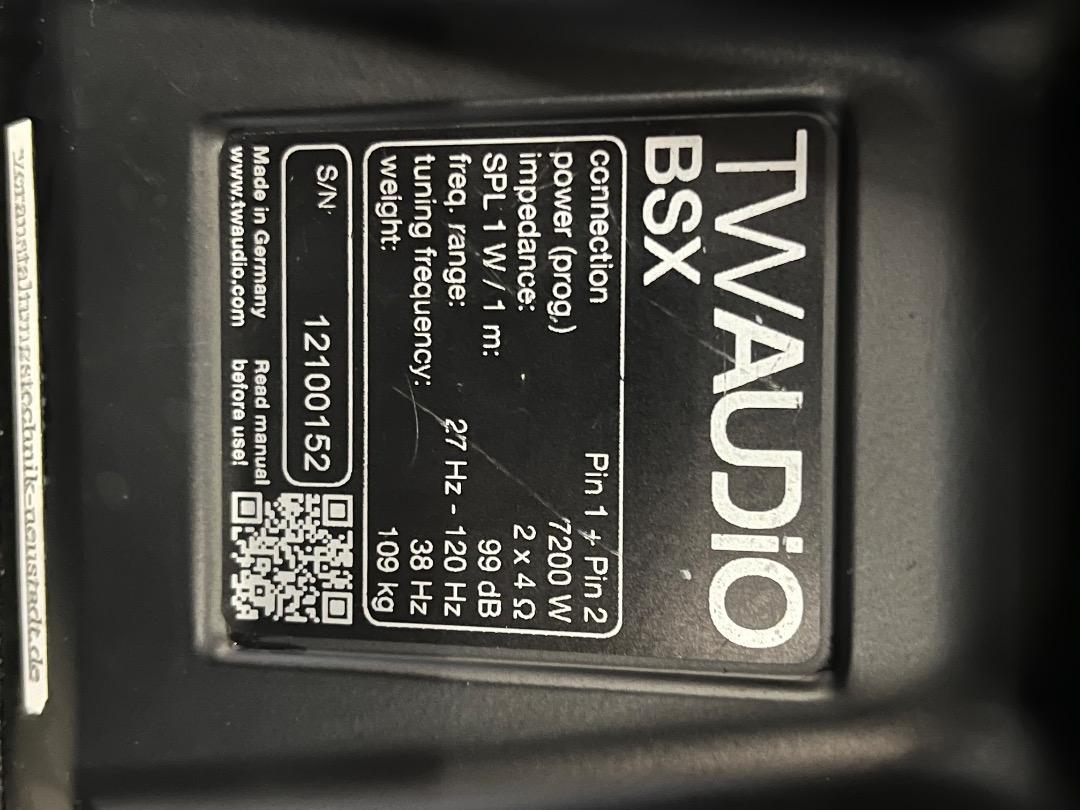 TWAUDiO
BSX
connection Pin 1 + Pin 2
power (prog.) 7200 W
impedance: 2 x 4 Ω
SPL 1 W / 1 m: 99 dB
freq. range: 27 Hz - 120 Hz
tuning frequency: 38 Hz
weight: 109 kg
S/N: 12100152
Made in Germany Read manual
www.twaudio.com before use!
veranstaltungstechnik-neustadt.de